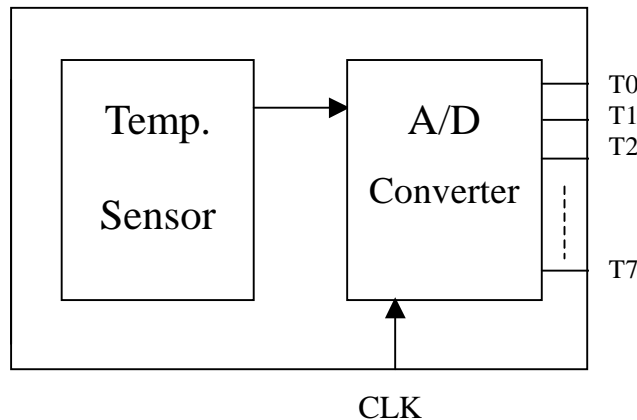 Temp.
Sensor
A/D
Converter
T0
T1
T2
T7
CLK